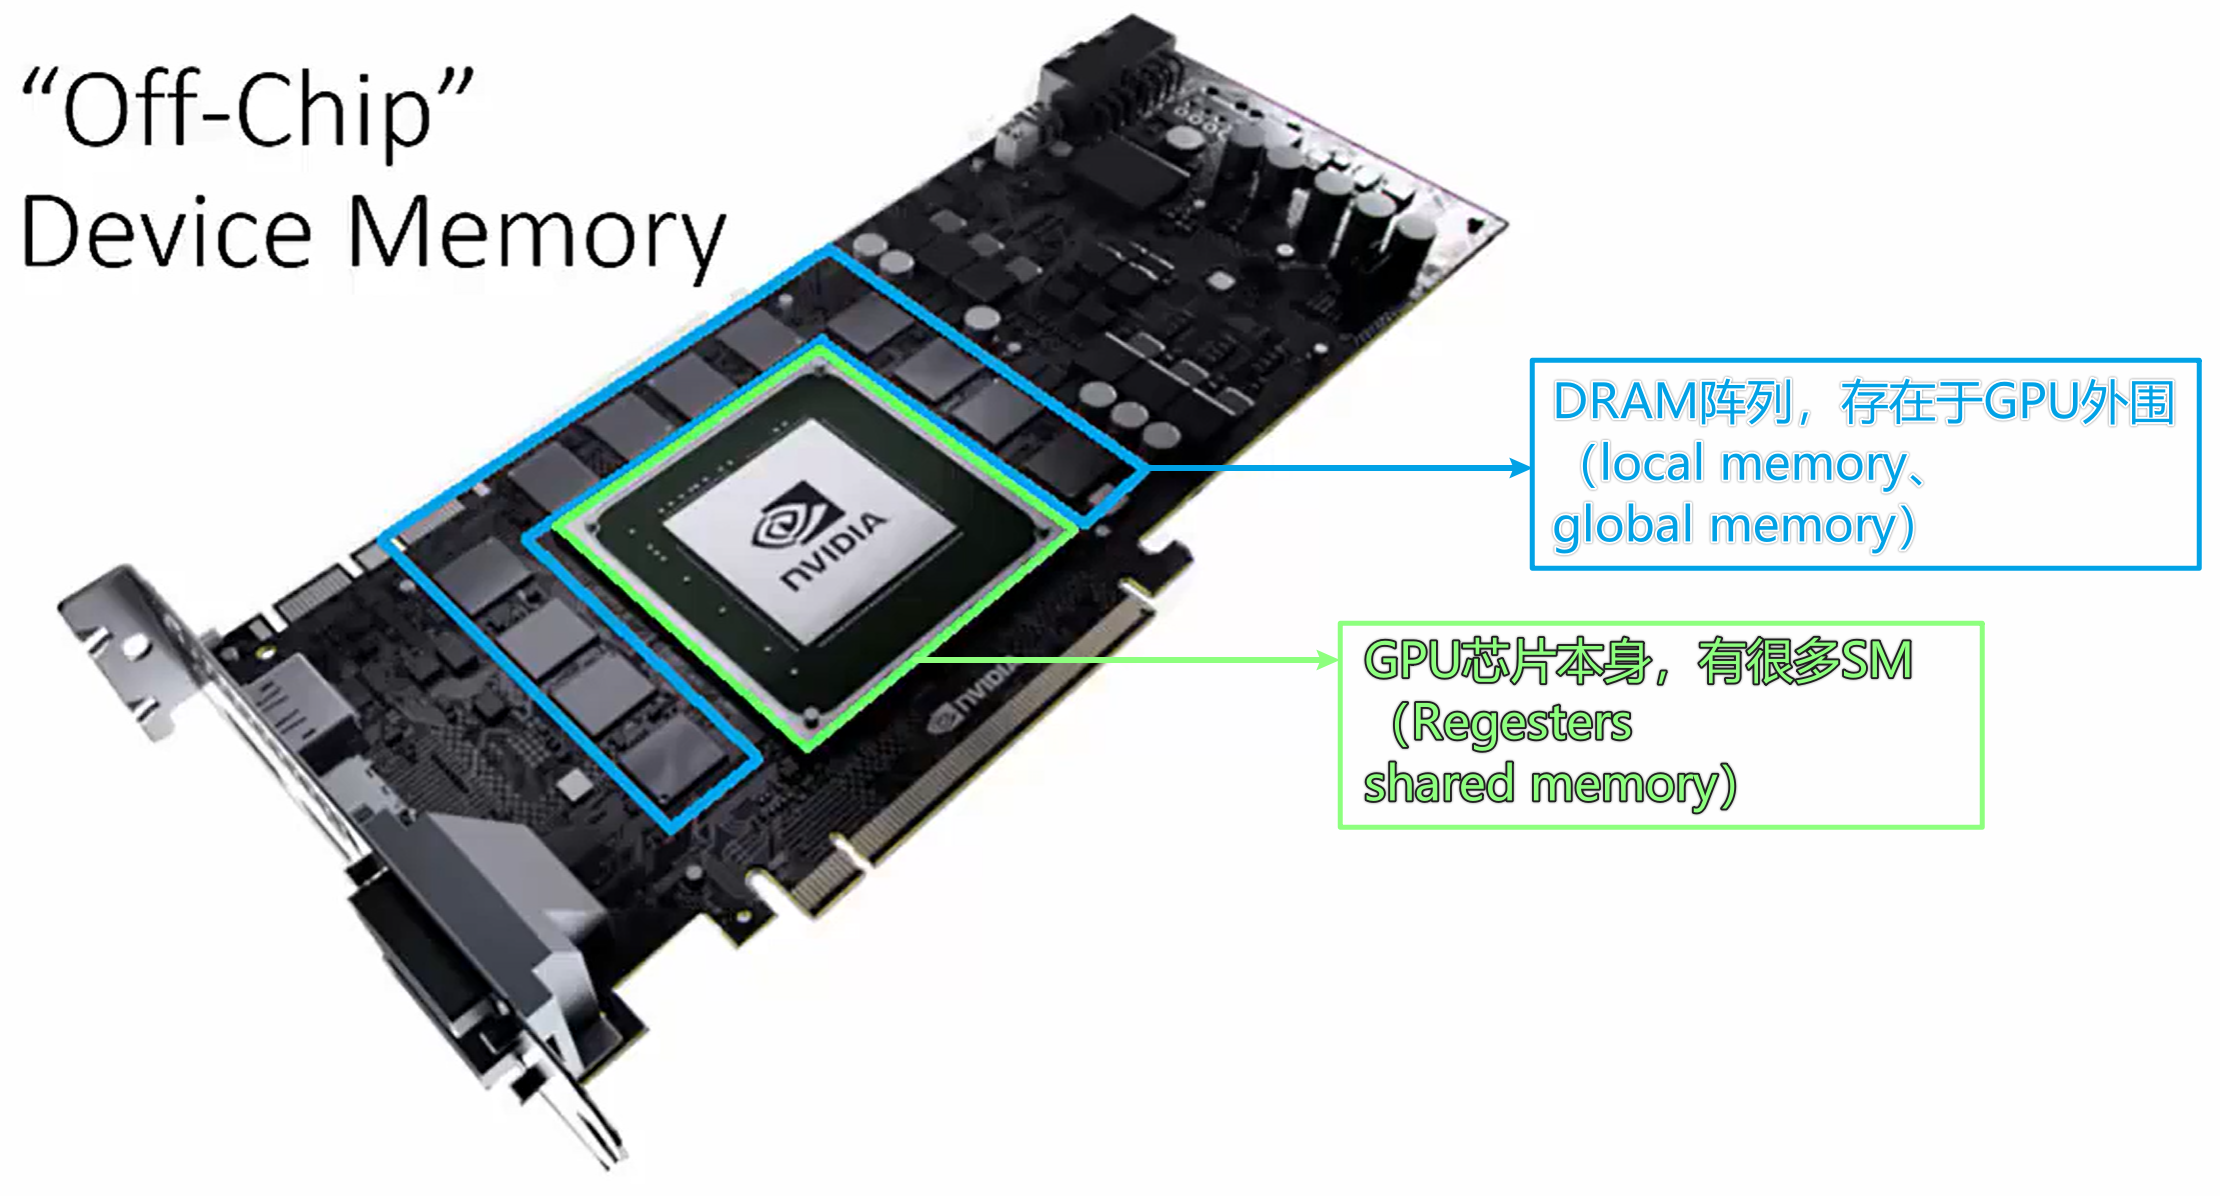 “Off-Chip”
Device Memory
DRAM阵列，存在于GPU外围
（local memory、
global memory）
GPU芯片本身，有很多SM
（Regesters
shared memory）
NVIDIA
NVIDIA